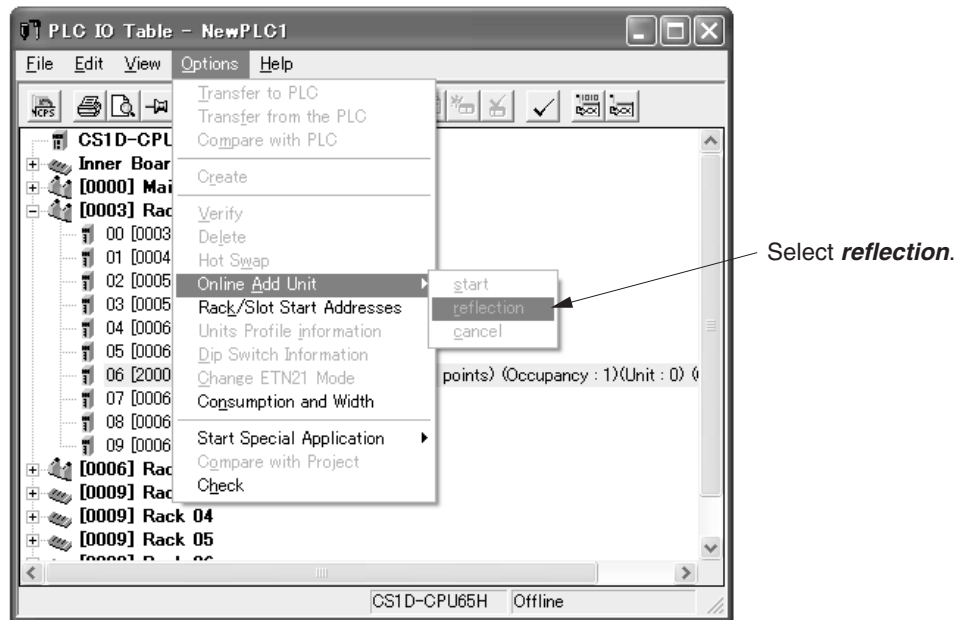 PLC IO Table - NewPLC1
File Edit View Options Help
Transfer to PLC
Transfer from the PLC
Compare with PLC
Create
Verify
Delete
Hot Swap
Online Add Unit
Rack/Slot Start Addresses
Units Profile information
Dip Switch Information
Change ETN21 Mode
Consumption and Width
Start Special Application
Compare with Project
Check
start
reflection
cancel
Select reflection.
CS1D-CPU
Inner Boar
[0000] Mai
[0003] Rac
00 [0003
01 [0004
02 [0005
03 [0005
04 [0006
05 [0006
06 [2000 points) (Occupancy : 1)(Unit : 0) (
07 [0006
08 [0006
09 [0006
[0006] Rac
[0009] Rac
[0009] Rack 04
[0009] Rack 05
CS1D-CPU65H Offline